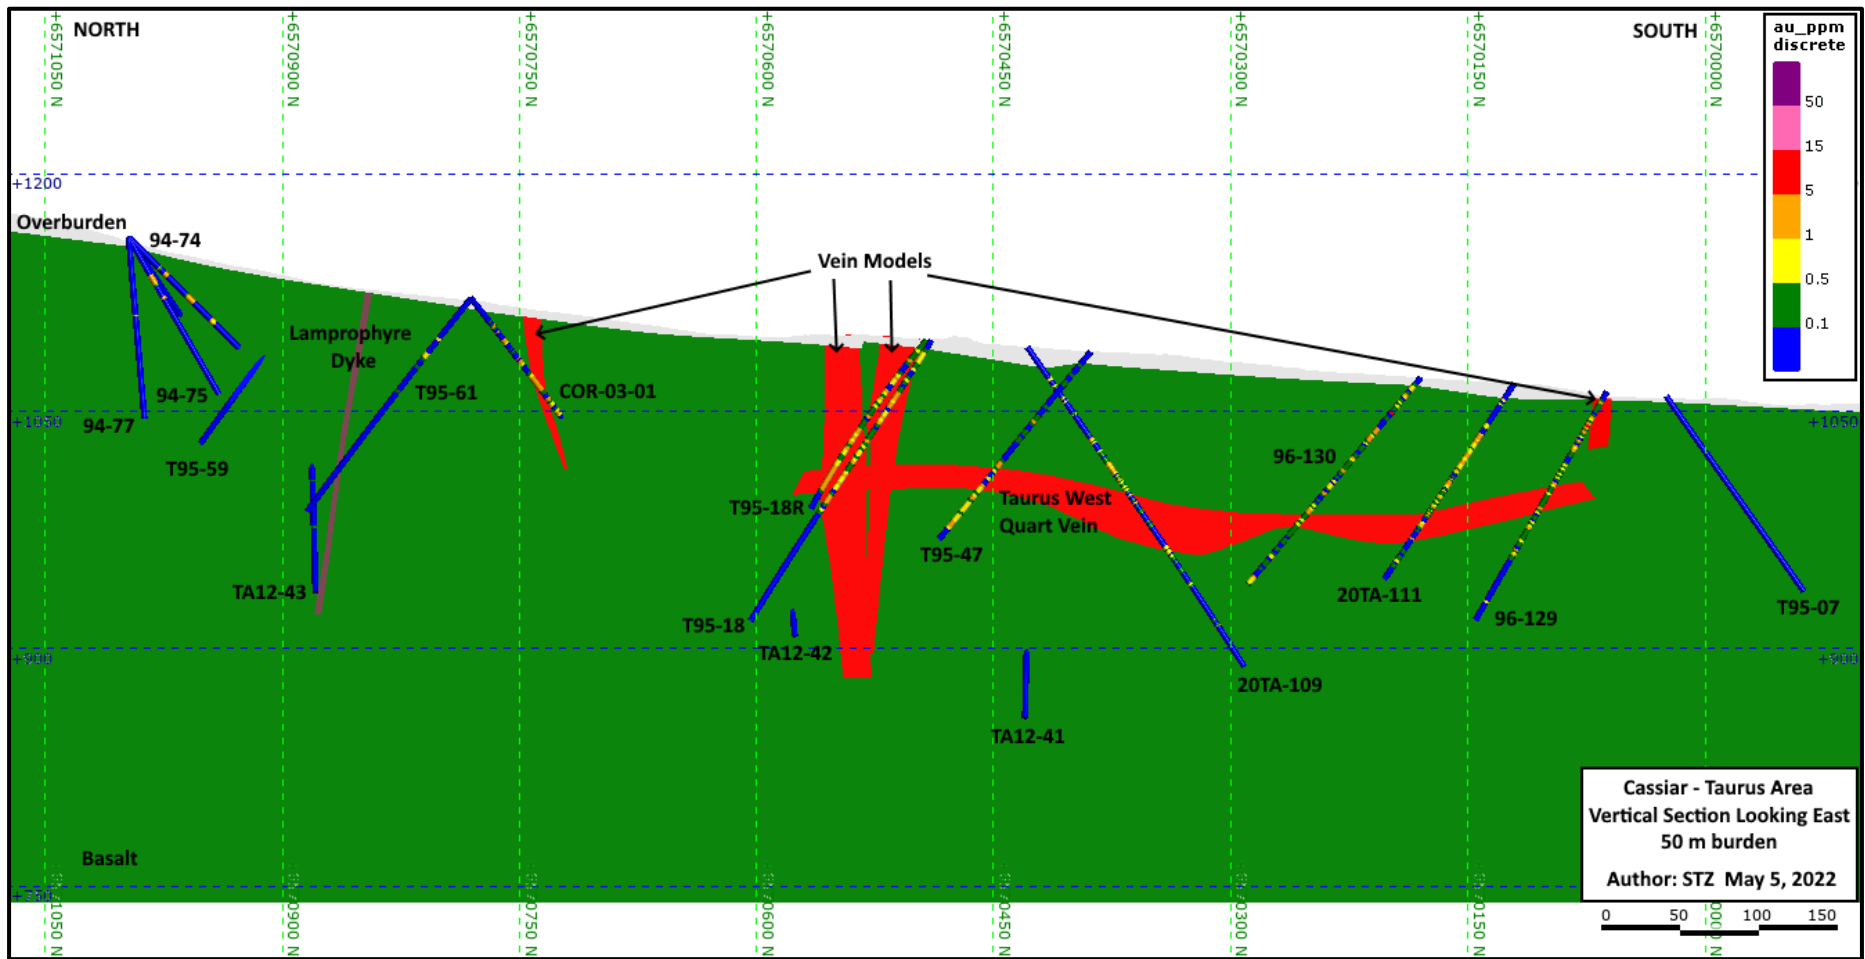 NORTH
SOUTH
+6571050 N
+6570900 N
+6570750 N
+6570600 N
+6570450 N
+6570300 N
+6570150 N
+6570000 N
au_ppm
discrete
50
15
5
1
0.5
0.1
+1200
Overburden
94-74
Vein Models
Lamprophyre
Dyke
94-75
T95-61
COR-03-01
94-77
+1050
+1050
T95-59
96-130
T95-18R
Taurus West
Quart Vein
T95-47
TA12-43
20TA-111
T95-07
T95-18
96-129
TA12-42
+900
+900
20TA-109
TA12-41
Cassiar - Taurus Area
Vertical Section Looking East
50 m burden
Author: STZ May 5, 2022
Basalt
+750
0 50 100 150